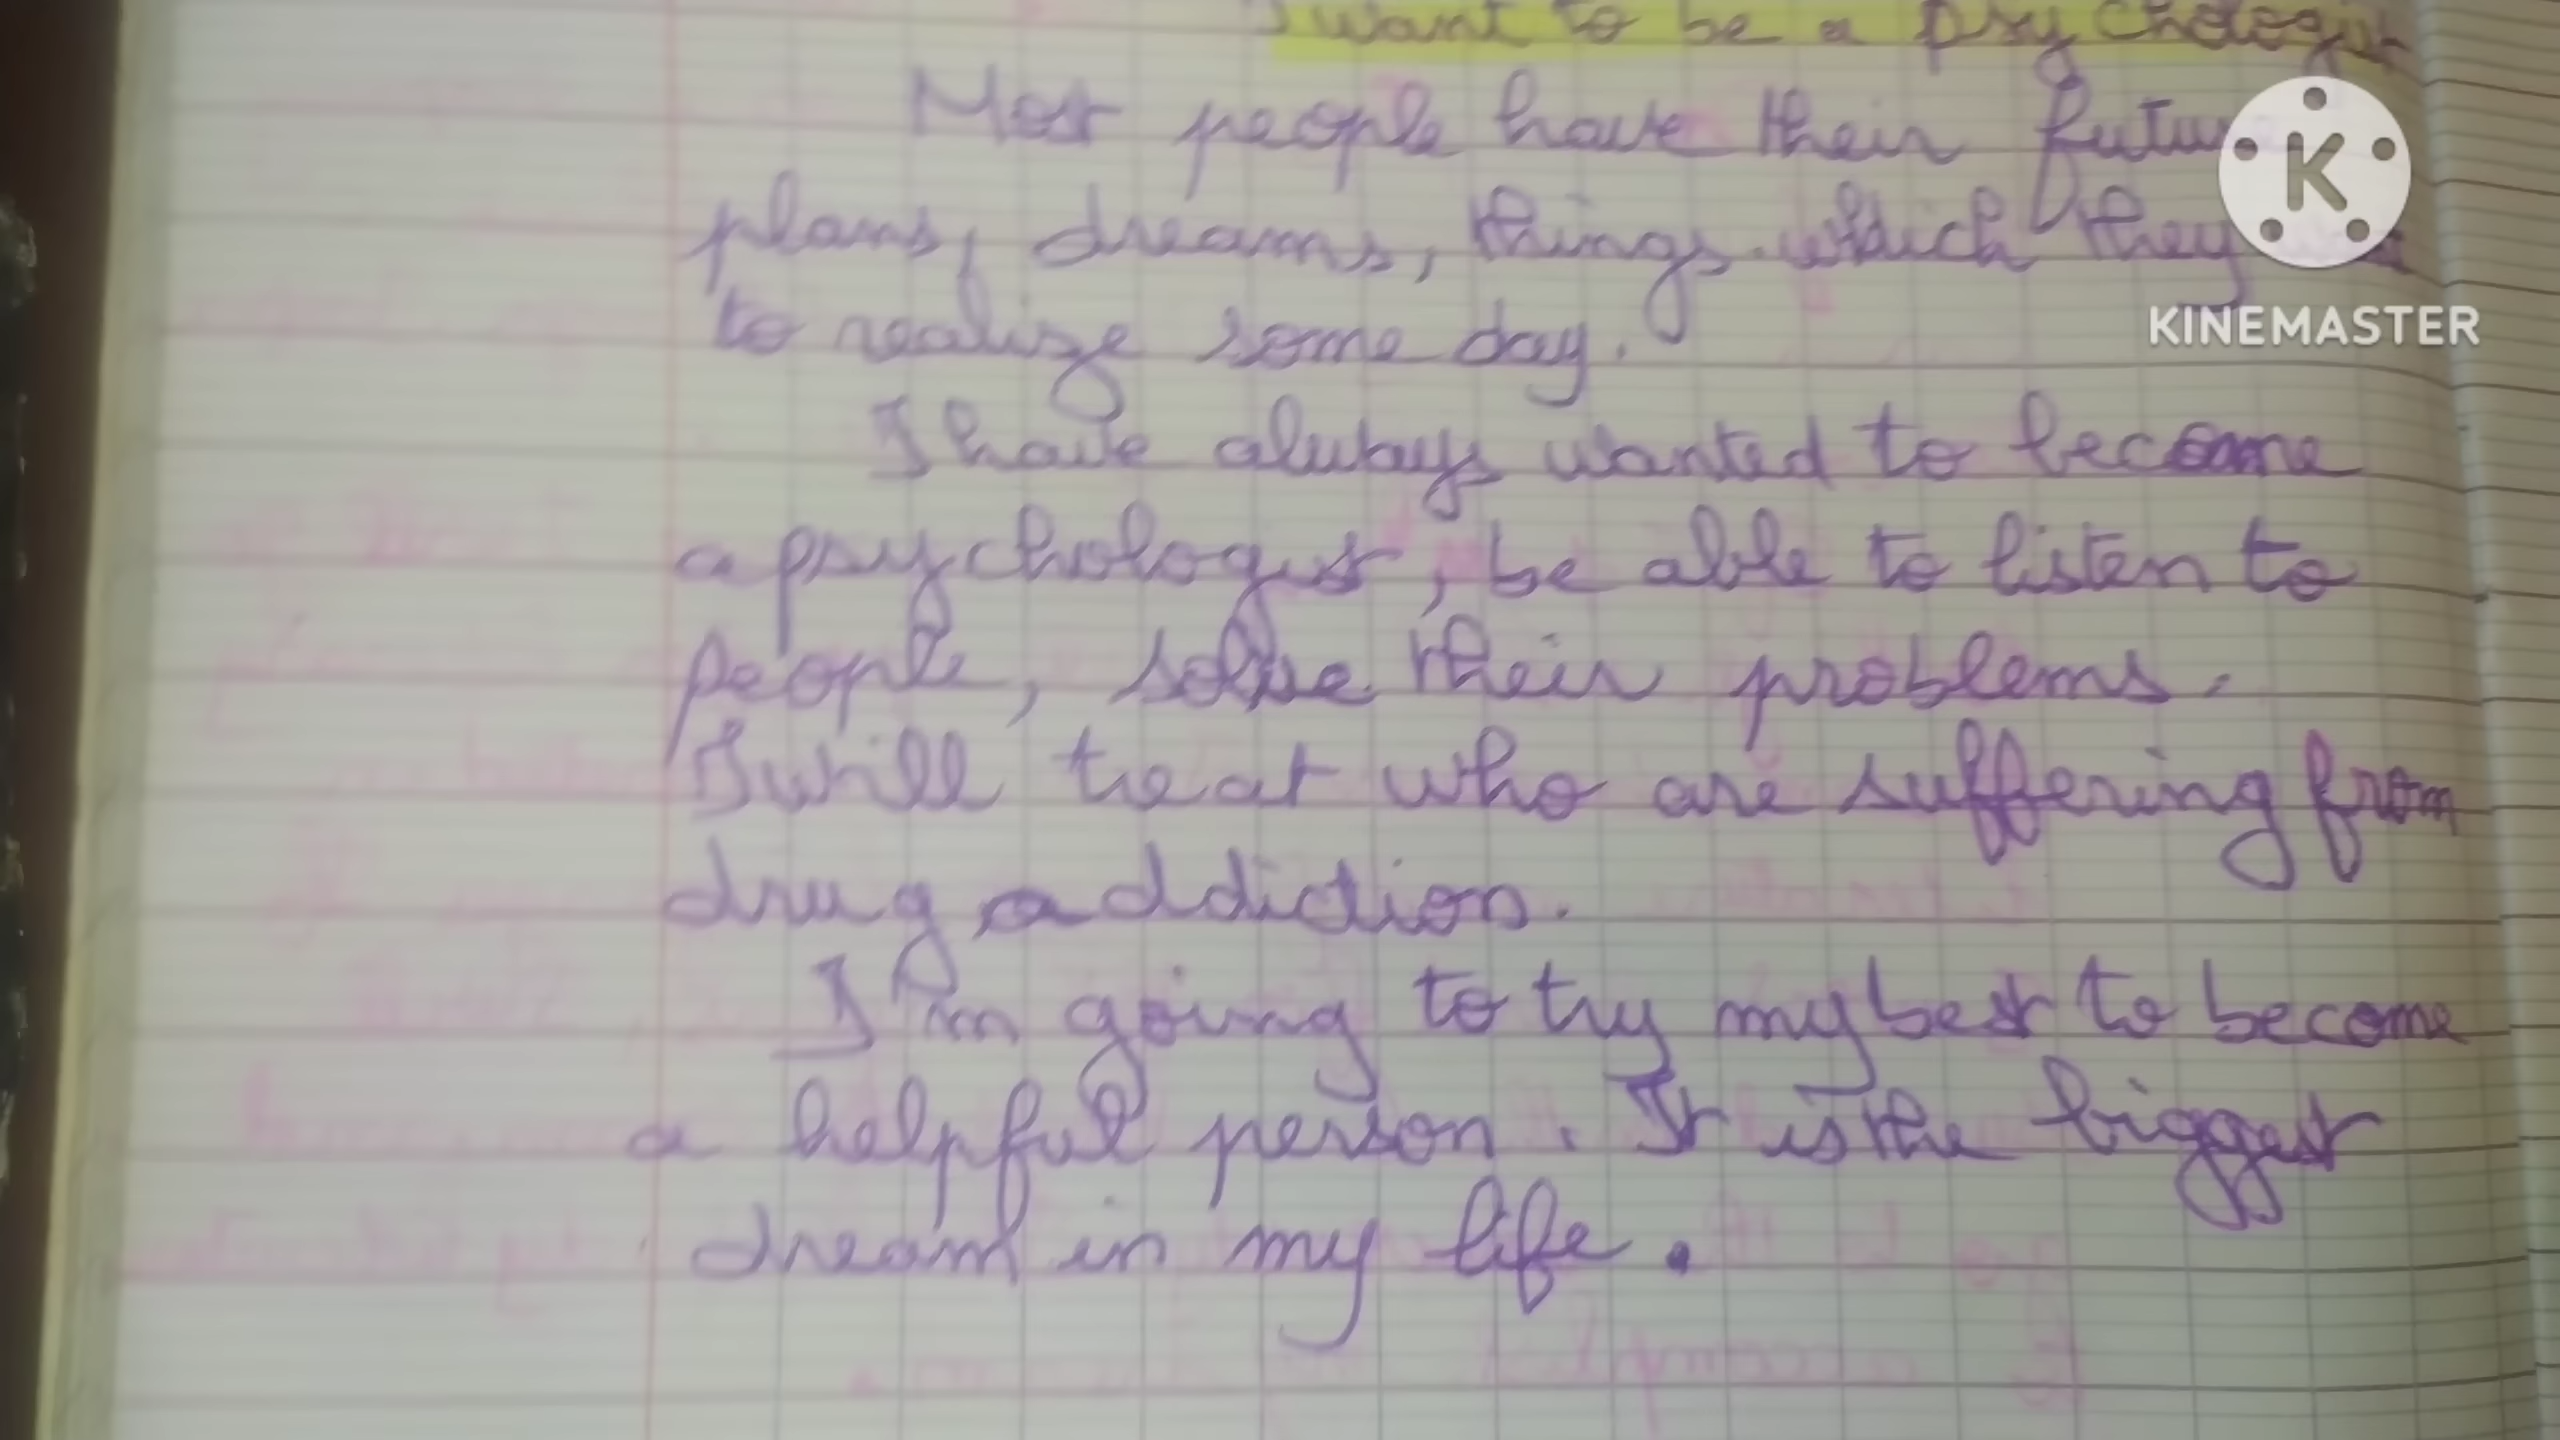 I want to be a psychologist
Most people have their future
plans, dreams, things which they
to realize some day.
I have always wanted to become
a psychologist, be able to listen to
people, solve their problems.
I will treat who are suffering from
drug addiction.
I'm going to try my best to become
a helpful person. It is the biggest
dream in my life.
K
KINEMASTER